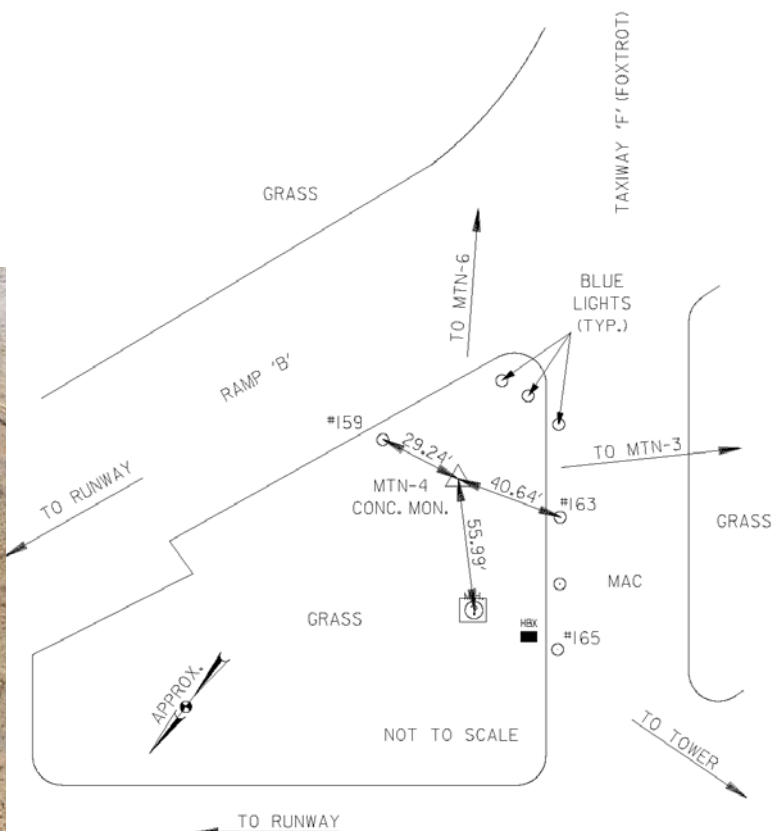 TAXIWAY 'F' (FOXTROT)
GRASS
TO MTN-6
BLUE
LIGHTS
(TYP.)
RAMP 'B'
#159
29.24'
TO MTN-3
MTN-4
CONC. MON.
40.64'
#163
TO RUNWAY
55.99'
GRASS
MAC
M.H.
GRASS
HBX
#165
APPROX.
NOT TO SCALE
TO TOWER
TO RUNWAY